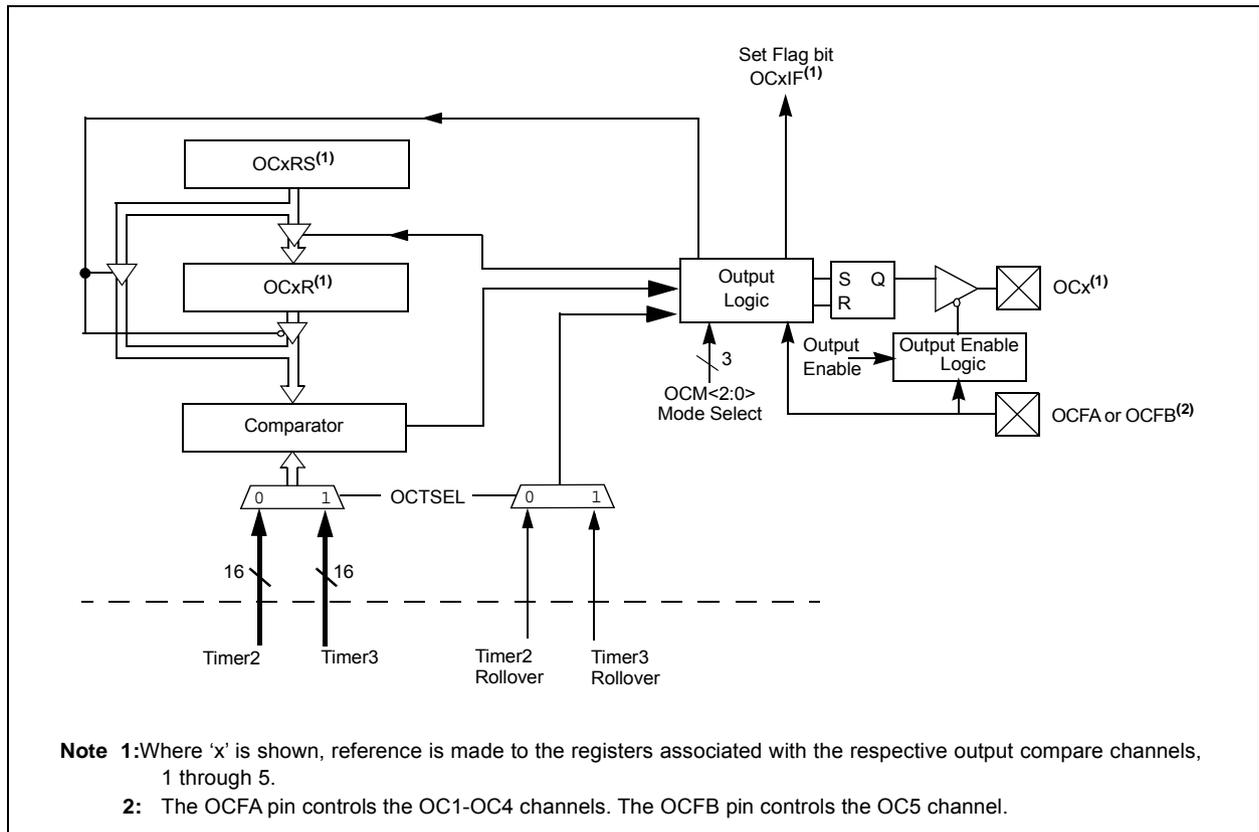 Set Flag bit
OCxIF(1)
OCxRS(1)
OCxR(1)
Output
Logic
S Q
R
OCx(1)
Output
Enable
Output Enable
Logic
3
OCM<2:0>
Mode Select
OCFA or OCFB(2)
Comparator
0 1
OCTSEL
0 1
16
16
Timer2
Timer3
Timer2
Rollover
Timer3
Rollover
Note 1:Where ‘x’ is shown, reference is made to the registers associated with the respective output compare channels,
1 through 5.
2: The OCFA pin controls the OC1-OC4 channels. The OCFB pin controls the OC5 channel.